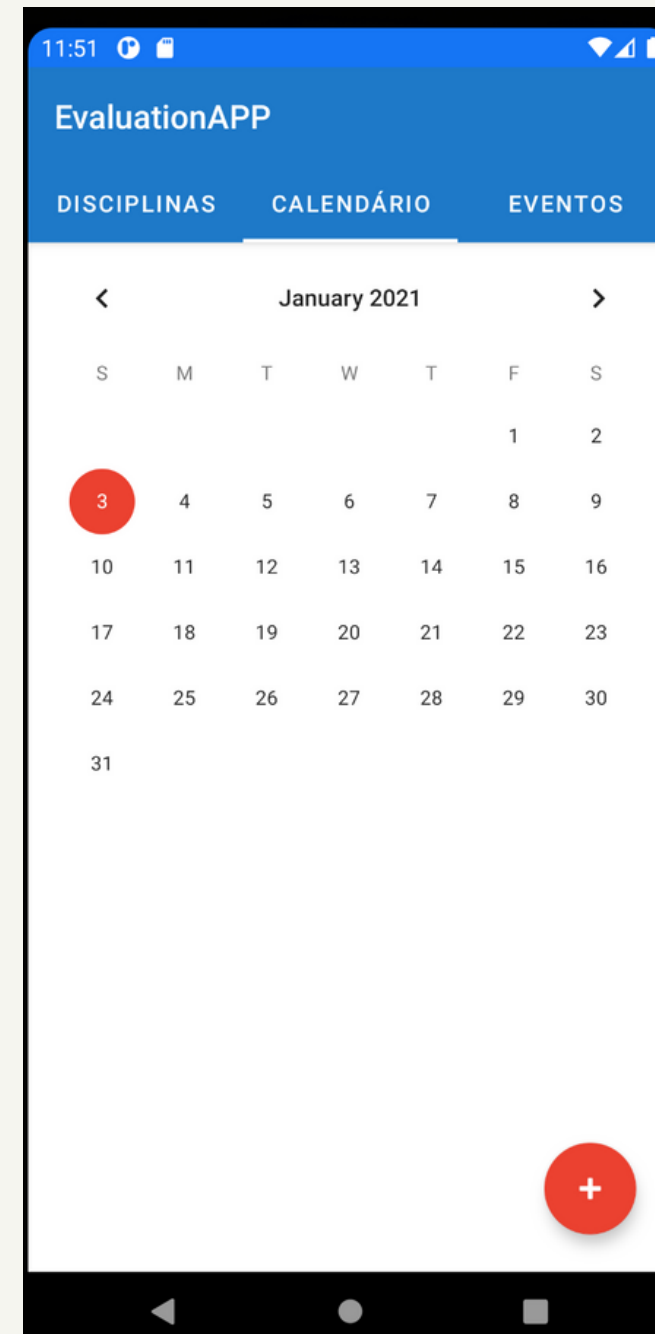 11:51
EvaluationAPP
DISCIPLINAS CALENDÁRIO EVENTOS
January 2021
S M T W T F S
1 2
3 4 5 6 7 8 9
10 11 12 13 14 15 16
17 18 19 20 21 22 23
24 25 26 27 28 29 30
31